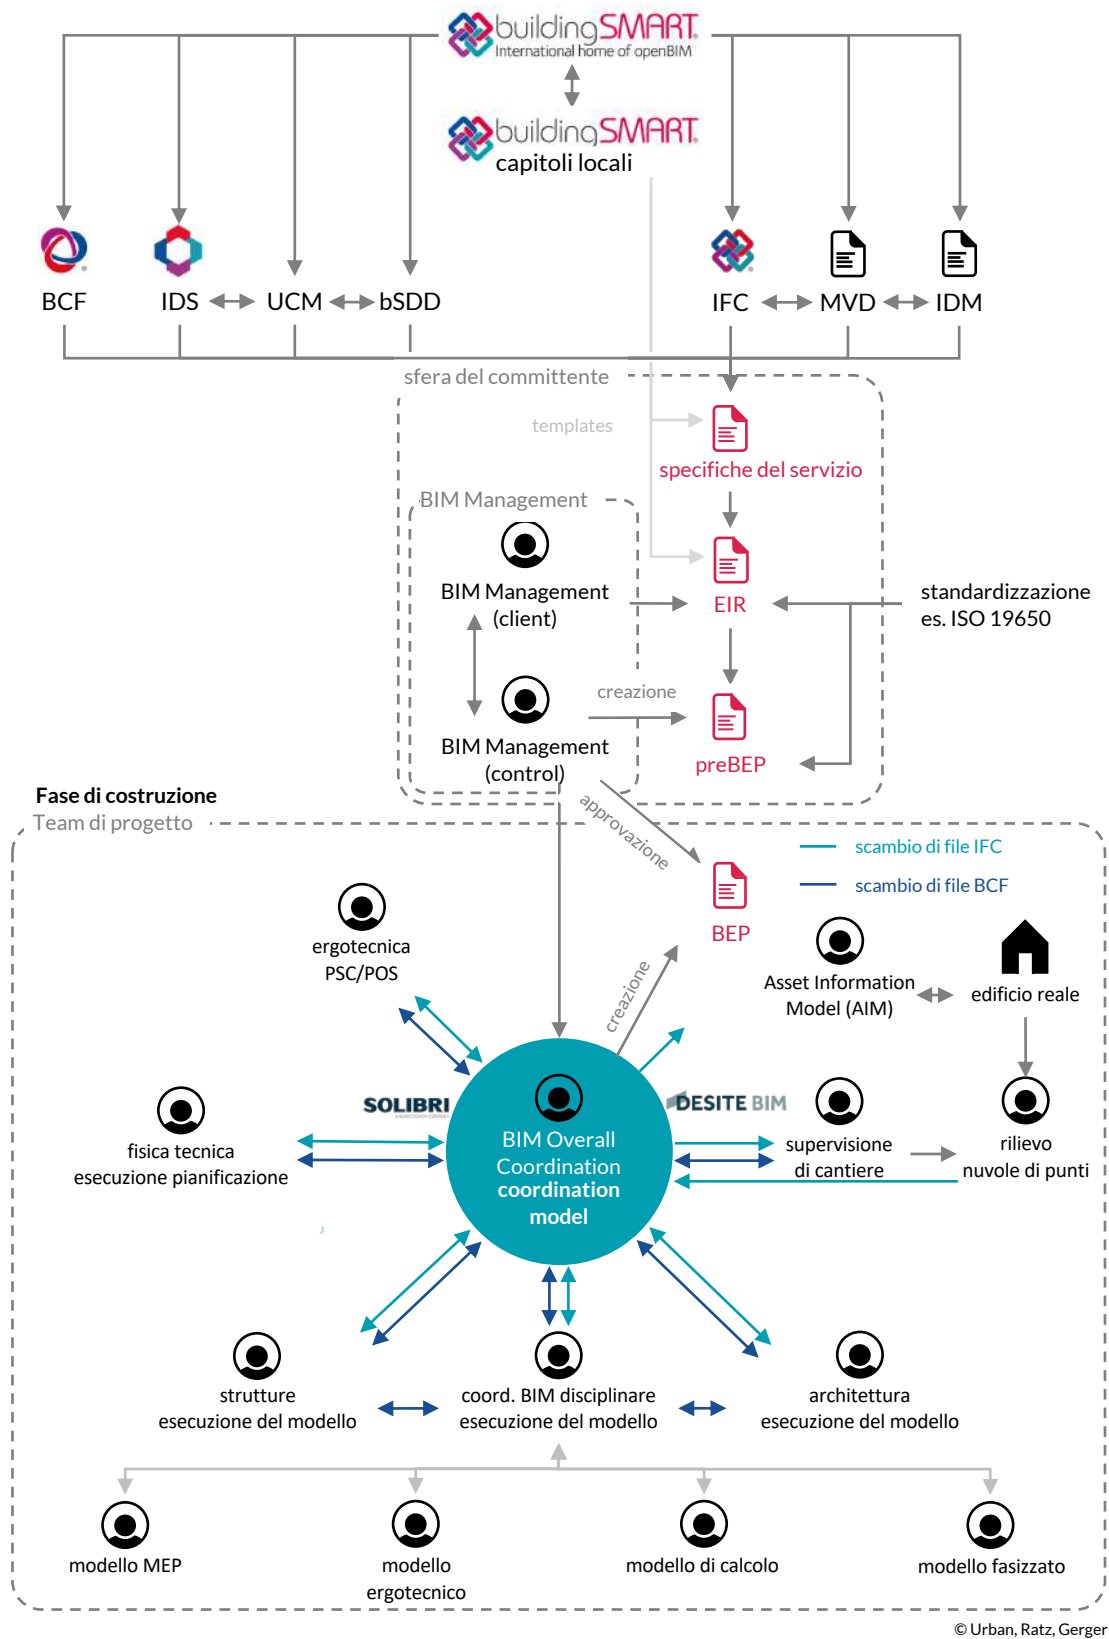 buildingSMART®
International home of openBIM
buildingSMART
capitoli locali
BCF
IDS
UCM
bSDD
IFC
MVD
IDM
sfera del committente
templates
specifiche del servizio
BIM Management
BIM Management
(client)
EIR
standardizzazione
es. ISO 19650
creazione
BIM Management
(control)
preBEP
Fase di costruzione
Team di progetto
approvazione
scambio di file IFC
scambio di file BCF
BEP
ergotecnica
PSC/POS
creazione
Asset Information
Model (AIM)
edificio reale
SOLIBRI
DESITE BIM
BIM Overall
Coordination
coordination
model
fisica tecnica
esecuzione pianificazione
supervisione
di cantiere
rilievo
nuvole di punti
strutture
esecuzione del modello
coord. BIM disciplinare
esecuzione del modello
architettura
esecuzione del modello
modello MEP
modello
ergotecnico
modello di calcolo
modello fasizzato
© Urban, Ratz, Gerger